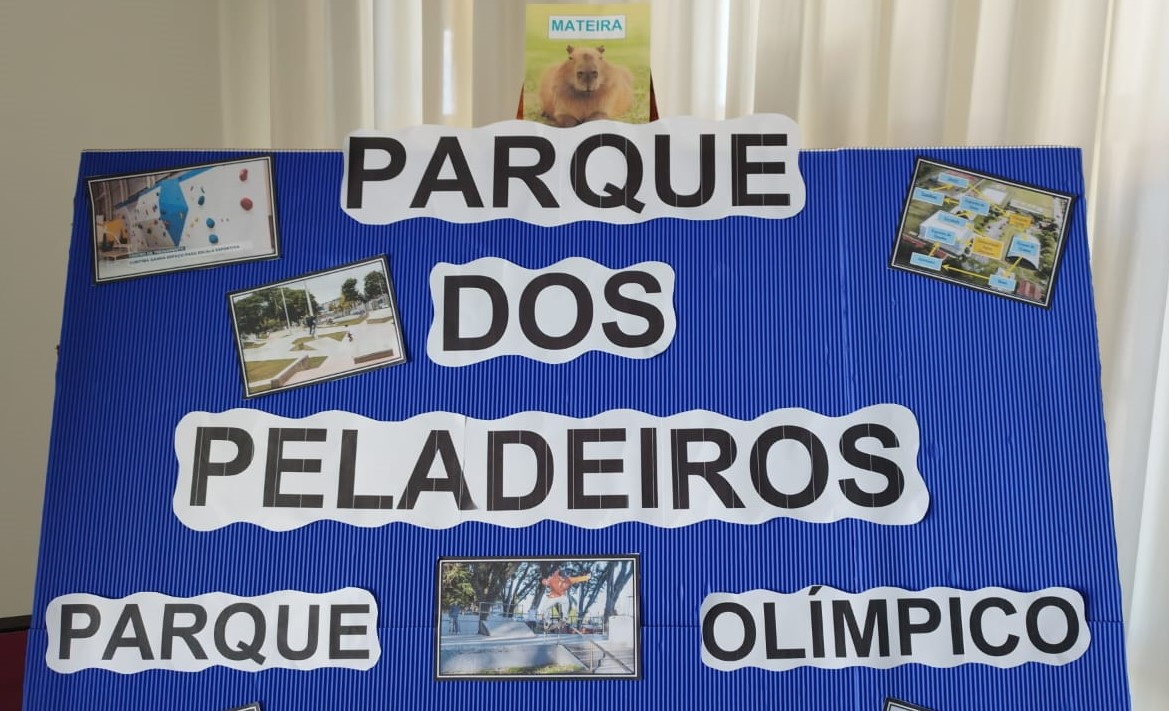 MATEIRA
PARQUE
DOS
PELADEIROS
PARQUE OLÍMPICO